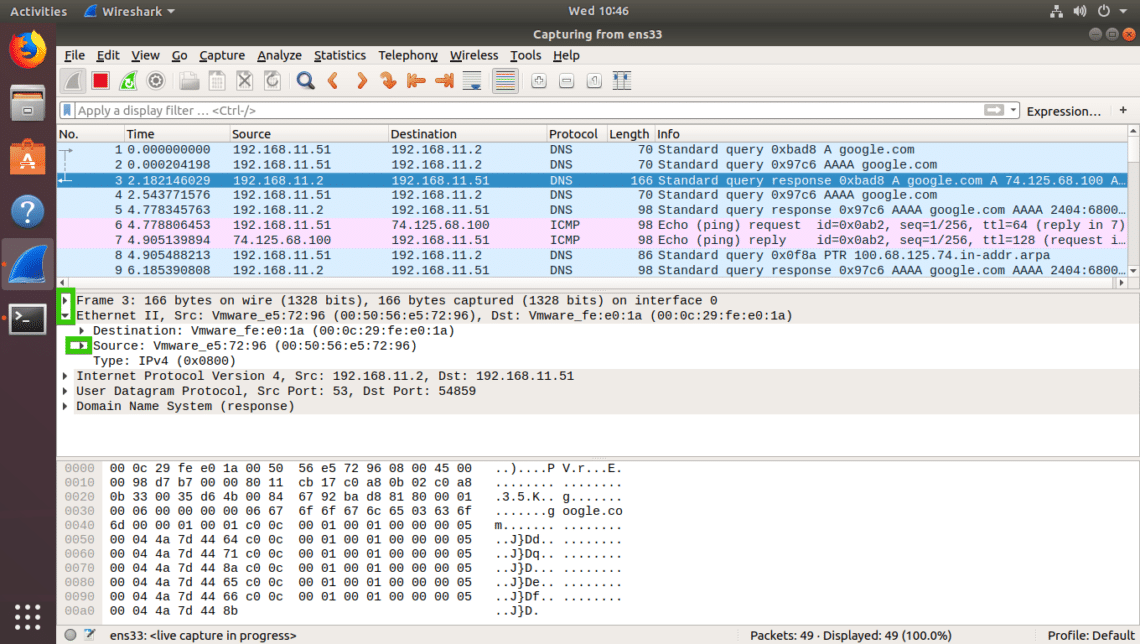 Activities Wireshark Wed 10:46
Capturing from ens33
File Edit View Go Capture Analyze Statistics Telephony Wireless Tools Help
Apply a display filter … <Ctrl-/> Expression… +
No. Time Source Destination Protocol Length Info
1 0.000000000 192.168.11.51 192.168.11.2 DNS 70 Standard query 0xbad8 A google.com
2 0.000204198 192.168.11.51 192.168.11.2 DNS 70 Standard query 0x97c6 AAAA google.com
3 2.182146029 192.168.11.2 192.168.11.51 DNS 166 Standard query response 0xbad8 A google.com A 74.125.68.100 A…
4 2.543771576 192.168.11.51 192.168.11.2 DNS 70 Standard query 0x97c6 AAAA google.com
5 4.778345763 192.168.11.2 192.168.11.51 DNS 98 Standard query response 0x97c6 AAAA google.com AAAA 2404:6800…
6 4.778806453 192.168.11.51 74.125.68.100 ICMP 98 Echo (ping) request id=0x0ab2, seq=1/256, ttl=64 (reply in 7)
7 4.905139894 74.125.68.100 192.168.11.51 ICMP 98 Echo (ping) reply id=0x0ab2, seq=1/256, ttl=128 (request i…
8 4.905488213 192.168.11.51 192.168.11.2 DNS 86 Standard query 0x0f8a PTR 100.68.125.74.in-addr.arpa
9 6.185390808 192.168.11.2 192.168.11.51 DNS 98 Standard query response 0x97c6 AAAA google.com AAAA 2404:6800…
Frame 3: 166 bytes on wire (1328 bits), 166 bytes captured (1328 bits) on interface 0
Ethernet II, Src: Vmware_e5:72:96 (00:50:56:e5:72:96), Dst: Vmware_fe:e0:1a (00:0c:29:fe:e0:1a)
Destination: Vmware_fe:e0:1a (00:0c:29:fe:e0:1a)
Source: Vmware_e5:72:96 (00:50:56:e5:72:96)
Type: IPv4 (0x0800)
Internet Protocol Version 4, Src: 192.168.11.2, Dst: 192.168.11.51
User Datagram Protocol, Src Port: 53, Dst Port: 54859
Domain Name System (response)
0000 00 0c 29 fe e0 1a 00 50 56 e5 72 96 08 00 45 00 ..)....P V.r...E.
0010 00 98 d7 b7 00 00 80 11 cb 17 c0 a8 0b 02 c0 a8 ........ ........
0020 0b 33 00 35 d6 4b 00 84 67 92 ba d8 81 80 00 01 .3.5.K.. g.......
0030 00 06 00 00 00 00 06 67 6f 6f 67 6c 65 03 63 6f .......g oogle.co
0040 6d 00 00 01 00 01 c0 0c 00 01 00 01 00 00 00 05 m....... ........
0050 00 04 4a 7d 44 64 c0 0c 00 01 00 01 00 00 00 05 ..J}Dd.. ........
0060 00 04 4a 7d 44 71 c0 0c 00 01 00 01 00 00 00 05 ..J}Dq.. ........
0070 00 04 4a 7d 44 8a c0 0c 00 01 00 01 00 00 00 05 ..J}D... ........
0080 00 04 4a 7d 44 65 c0 0c 00 01 00 01 00 00 00 05 ..J}De.. ........
0090 00 04 4a 7d 44 66 c0 0c 00 01 00 01 00 00 00 05 ..J}Df.. ........
00a0 00 04 4a 7d 44 8b ..J}D.
ens33: <live capture in progress> Packets: 49 · Displayed: 49 (100.0%) Profile: Default